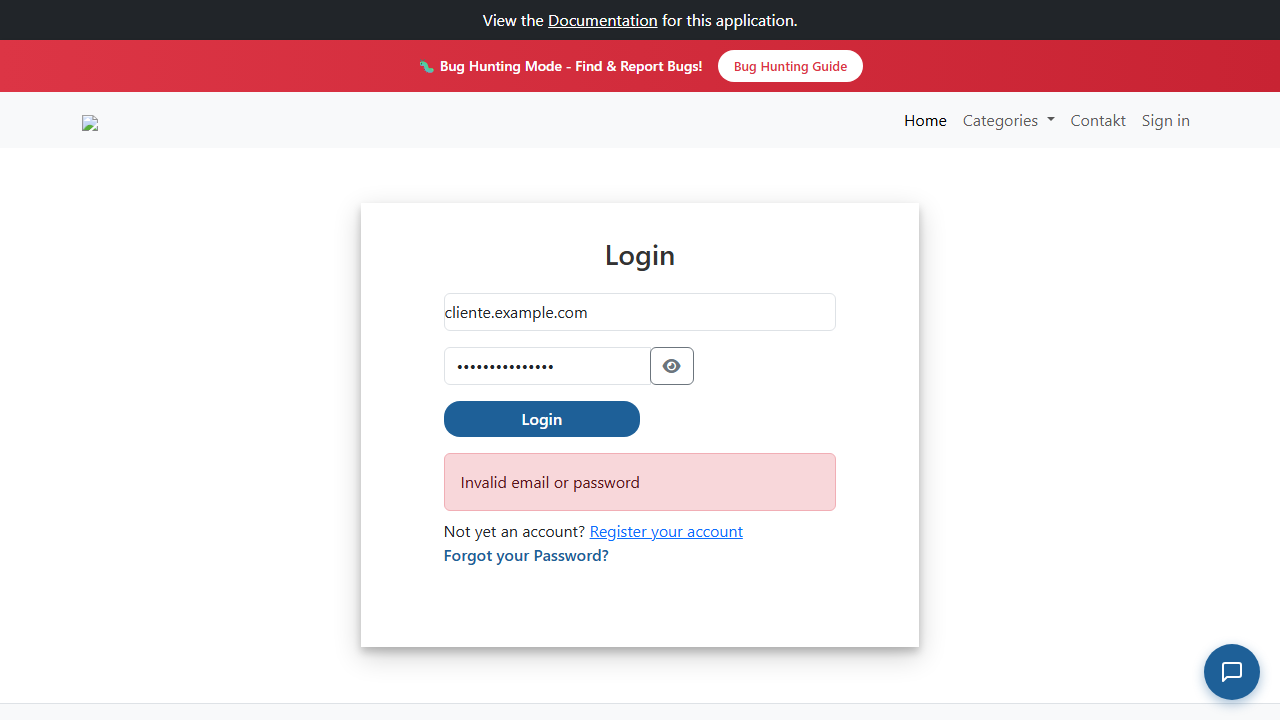 View the Documentation for this application.
🐛 Bug Hunting Mode - Find & Report Bugs! Bug Hunting Guide
Home Categories Contakt Sign in
Login
cliente.example.com
•••••••••••••••
Login
Invalid email or password
Not yet an account? Register your account
Forgot your Password?